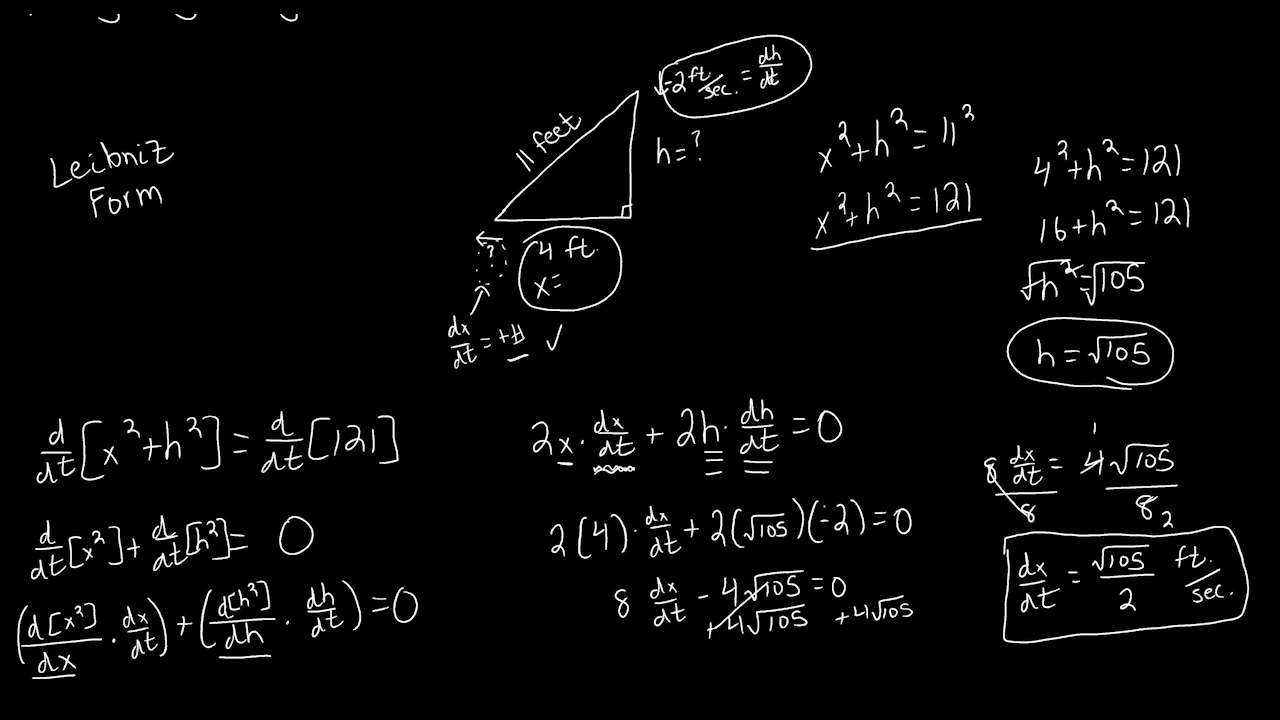 Leibniz
Form
11 feet
-2 ft/sec. = dh/dt
h = ?
4 ft.
x =
?
dx/dt = +#
x² + h² = 11²
x² + h² = 121
4² + h² = 121
16 + h² = 121
√h² = √105
h = √105
d/dt [x² + h²] = d/dt [121]
d/dt [x²] + d/dt [h²] = 0
(d[x²]/dx · dx/dt) + (d[h²]/dh · dh/dt) = 0
2x · dx/dt + 2h · dh/dt = 0
2(4) · dx/dt + 2(√105)(-2) = 0
8 dx/dt - 4√105 = 0
+4√105 +4√105
1
8 dx/dt = 4√105
8 8 2
dx/dt = √105/2 ft./sec.